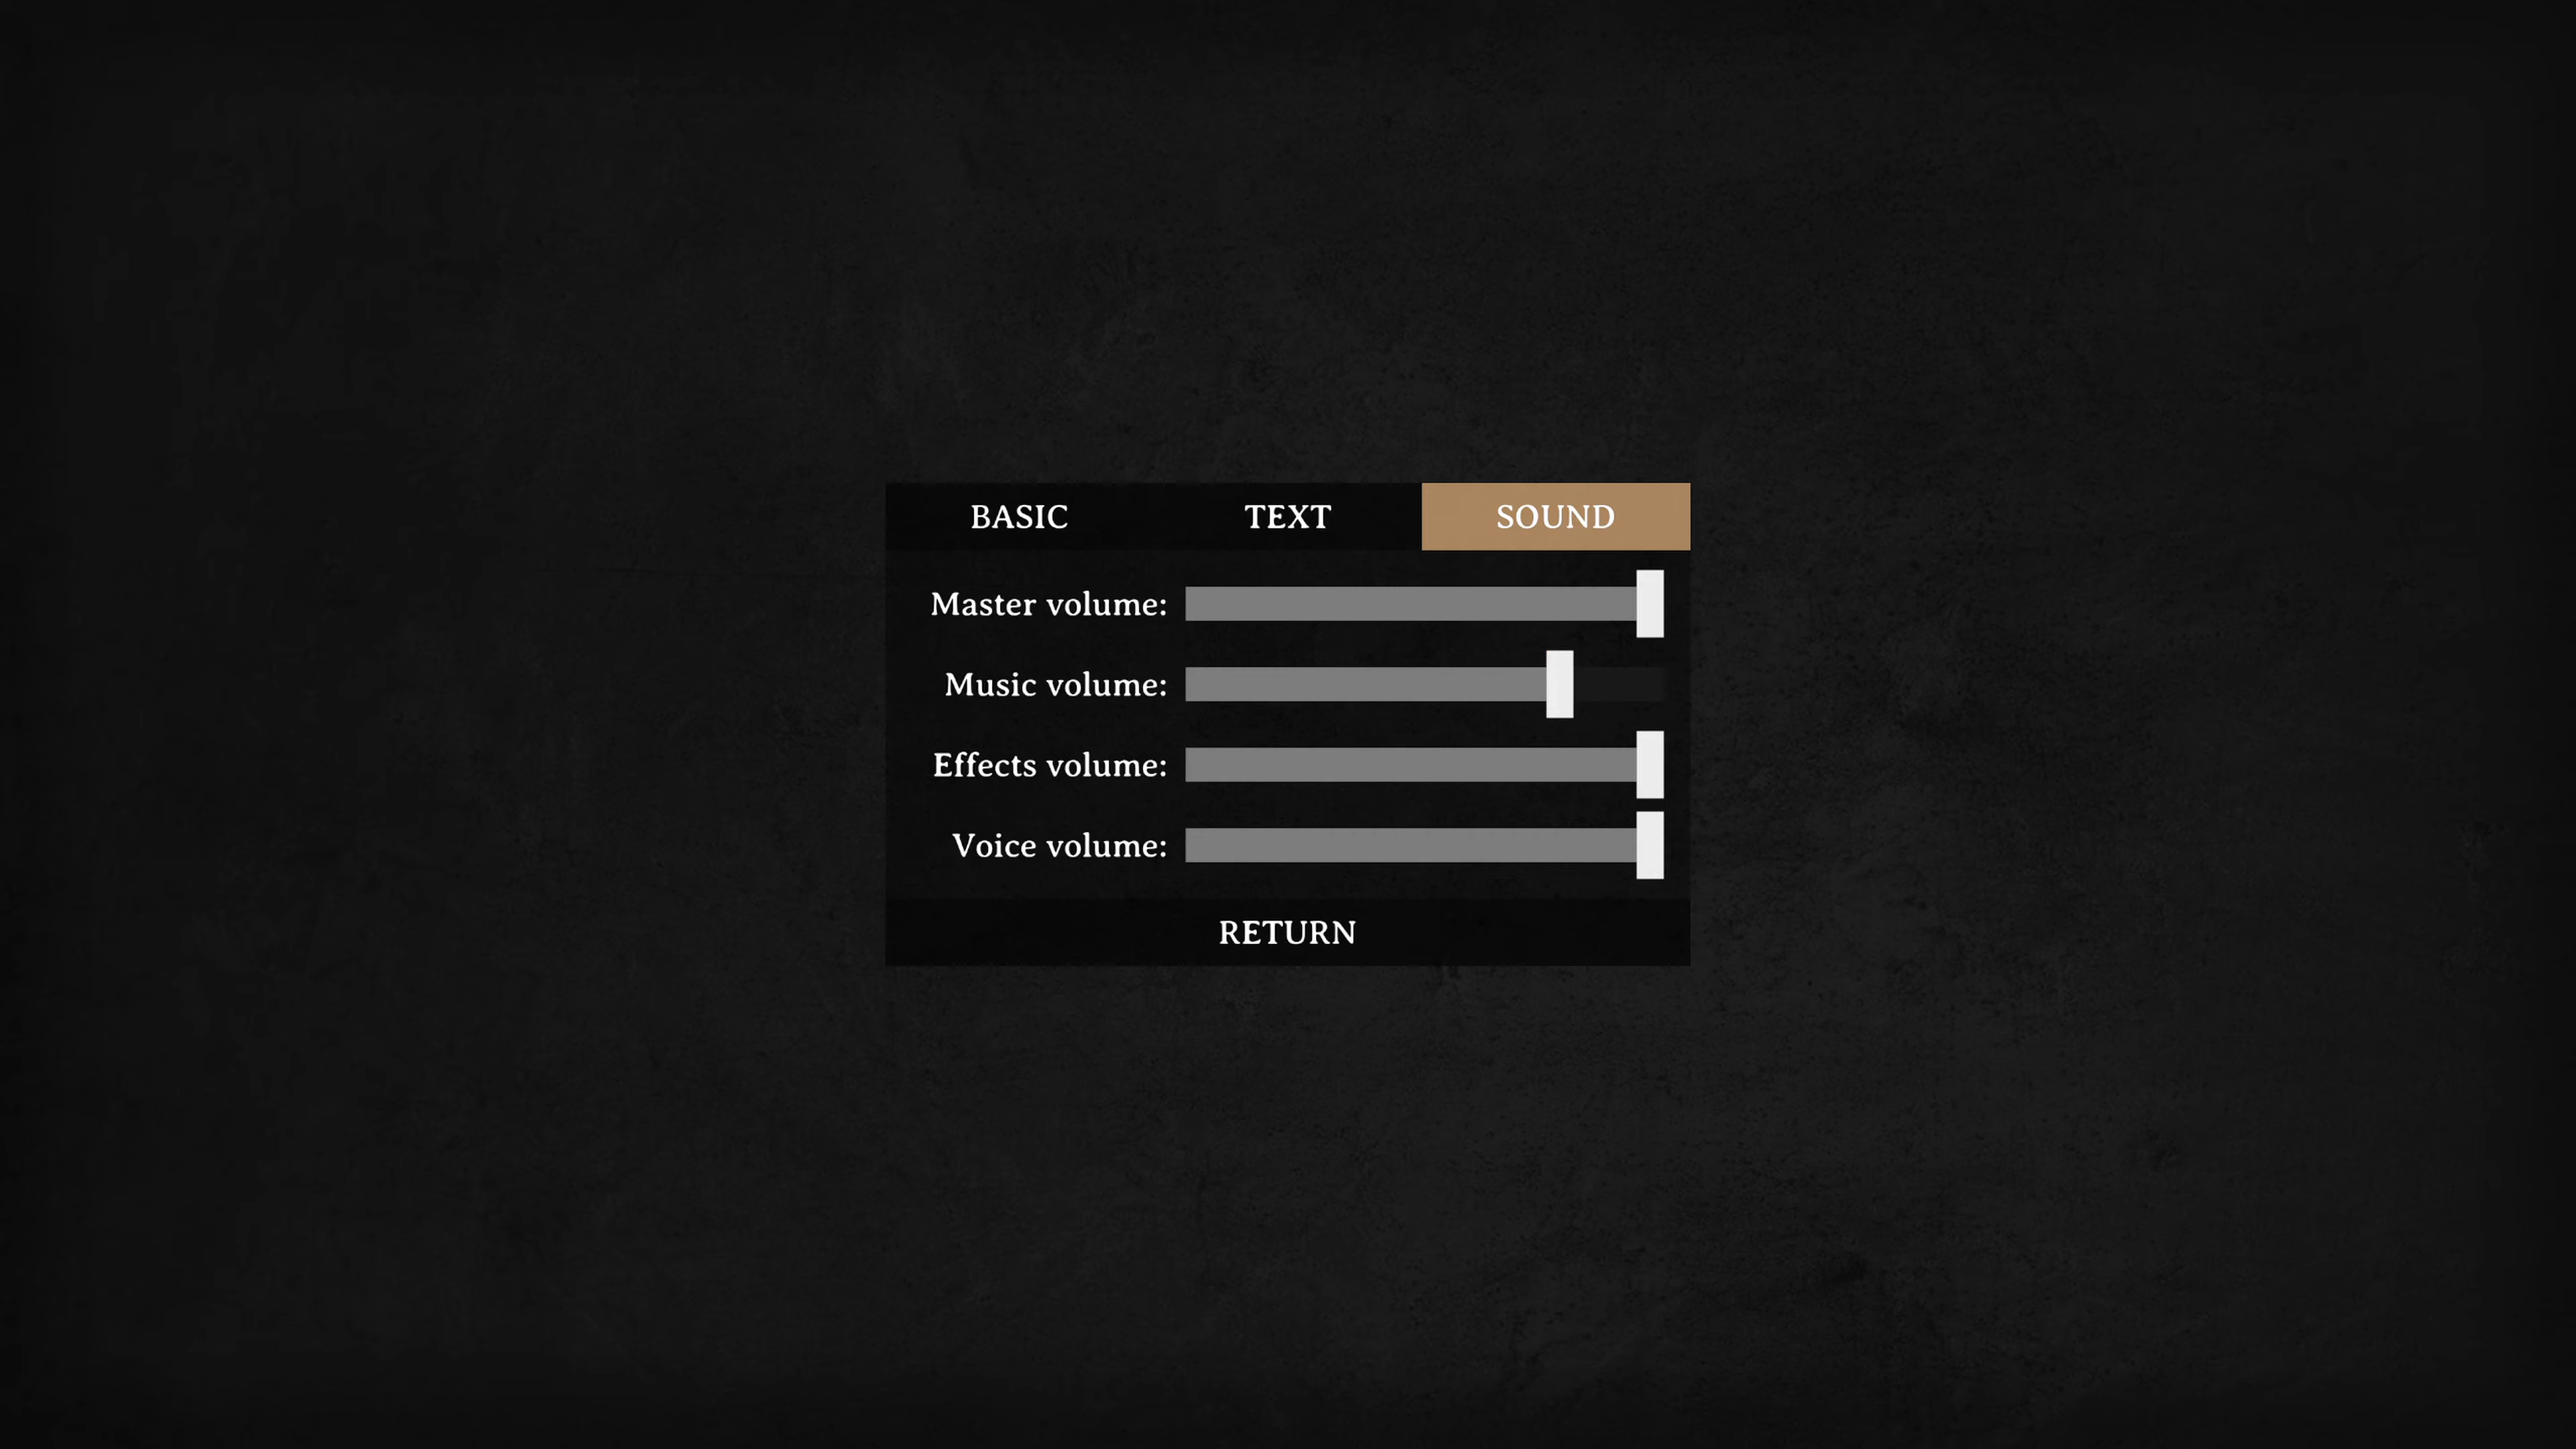 BASIC TEXT SOUND
Master volume:
Music volume:
Effects volume:
Voice volume:
RETURN